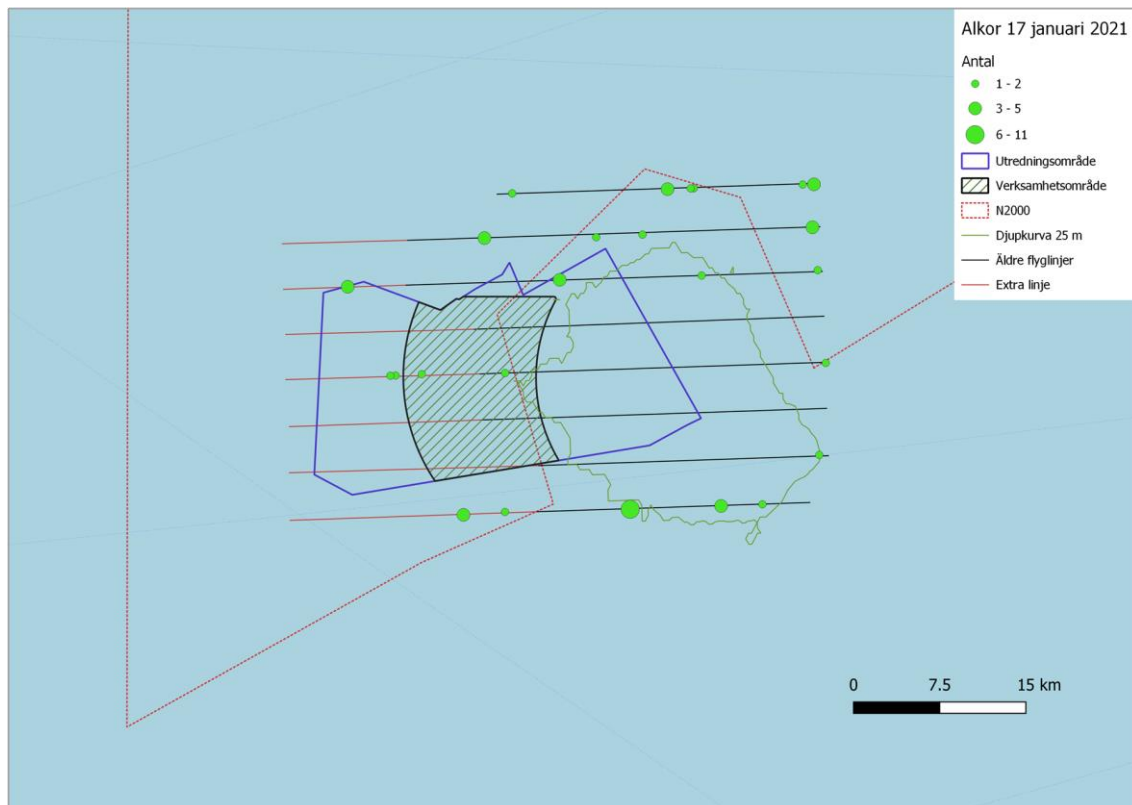 Alkor 17 januari 2021
Antal
1 - 2
3 - 5
6 - 11
Utredningsområde
Verksamhetsområde
N2000
Djupkurva 25 m
Äldre flyglinjer
Extra linje
0 7.5 15 km